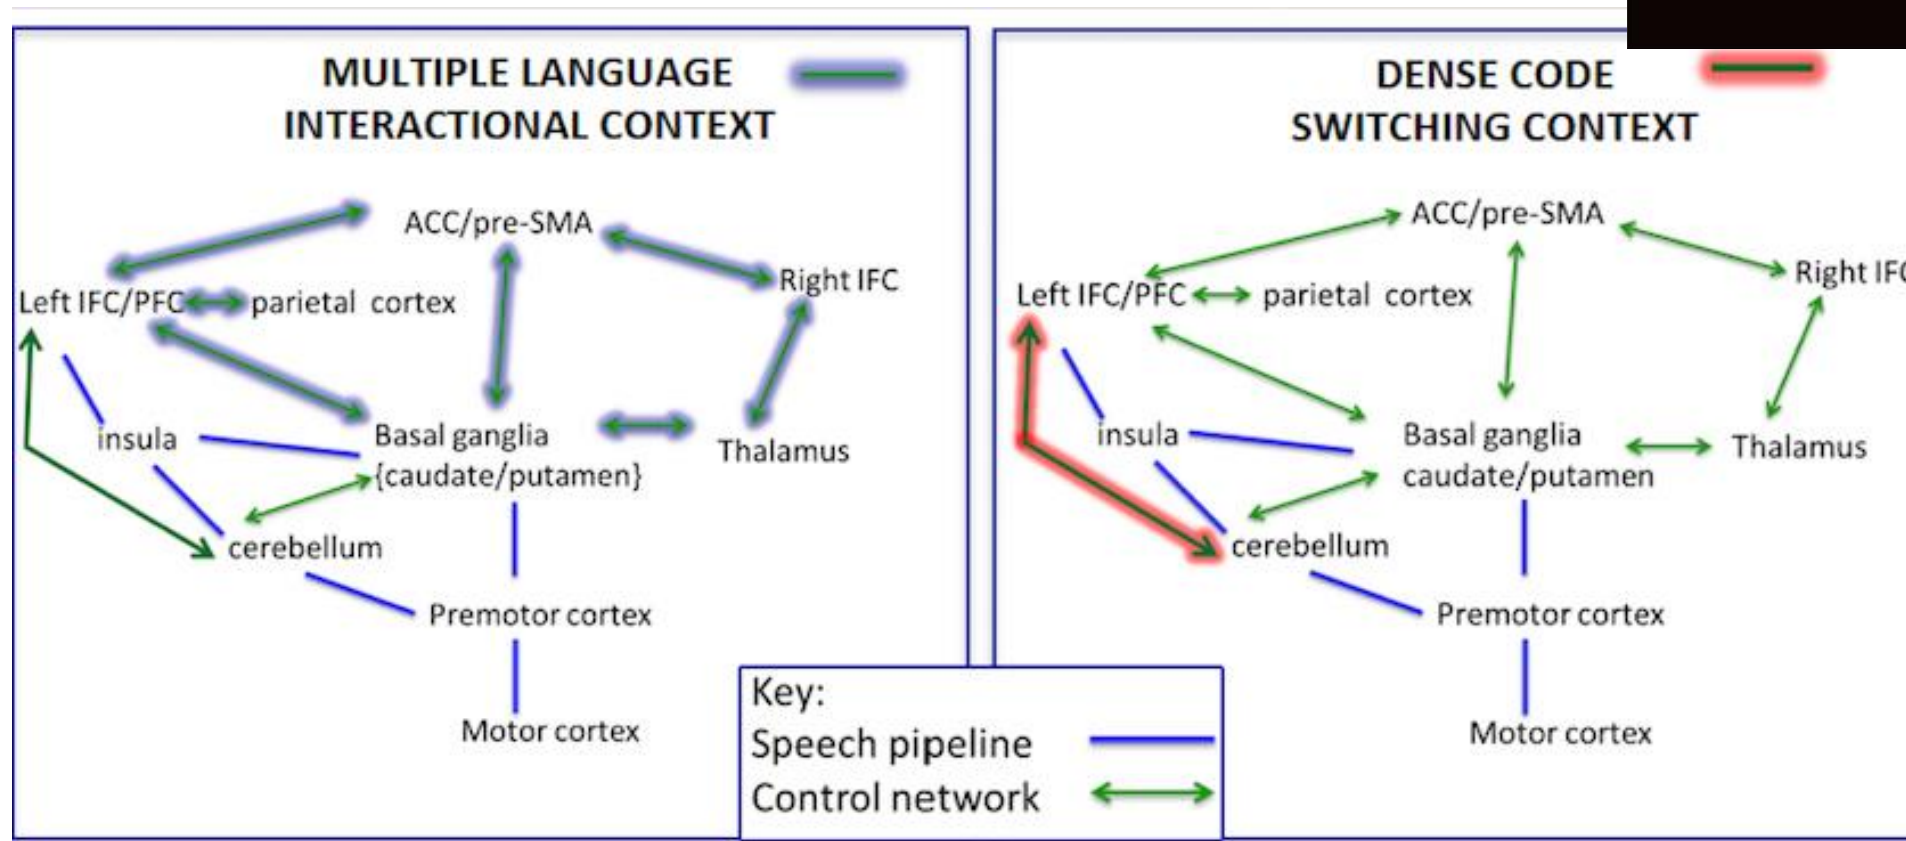 MULTIPLE LANGUAGE
INTERACTIONAL CONTEXT
ACC/pre-SMA
Right IFC
Left IFC/PFC
parietal cortex
insula
Basal ganglia
{caudate/putamen}
Thalamus
cerebellum
Premotor cortex
Motor cortex
DENSE CODE
SWITCHING CONTEXT
ACC/pre-SMA
Right IFC
Left IFC/PFC
parietal cortex
insula
Basal ganglia
caudate/putamen
Thalamus
cerebellum
Premotor cortex
Motor cortex
Key:
Speech pipeline
Control network